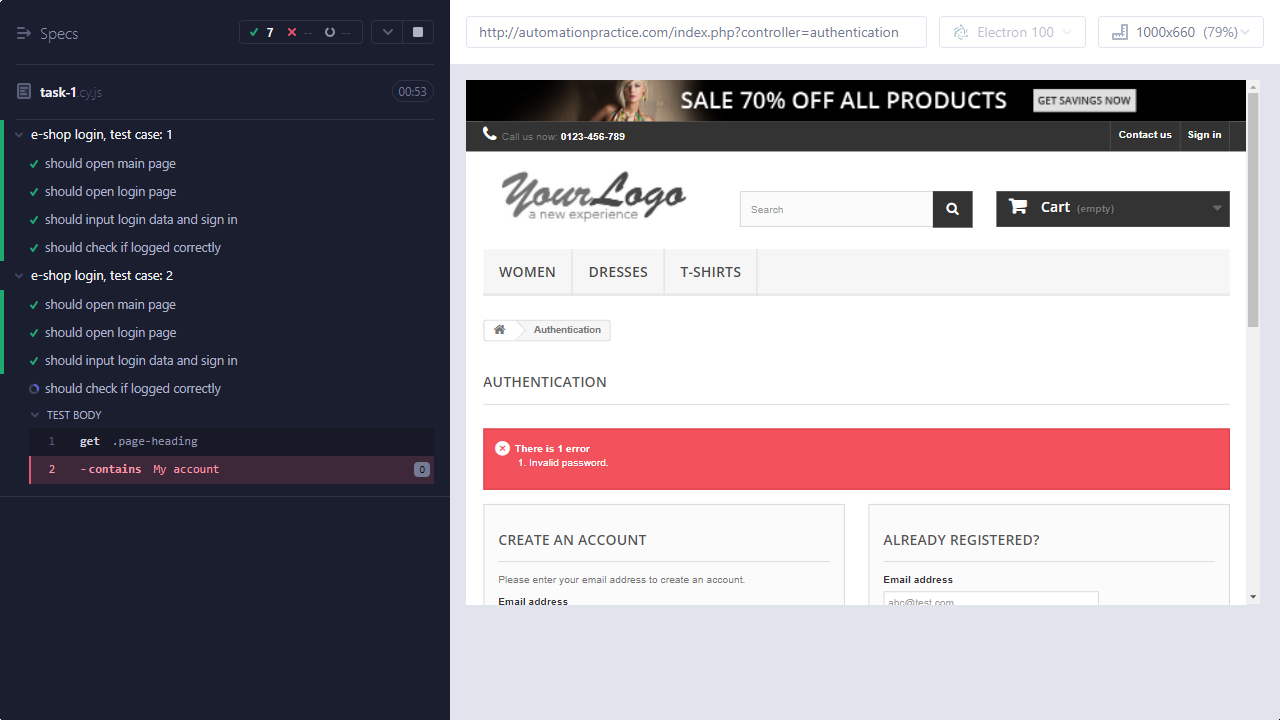 Specs
7
--
--
task-1.cy.js
00:53
e-shop login, test case: 1
should open main page
should open login page
should input login data and sign in
should check if logged correctly
e-shop login, test case: 2
should open main page
should open login page
should input login data and sign in
should check if logged correctly
TEST BODY
1 get .page-heading
2 -contains My account 0
http://automationpractice.com/index.php?controller=authentication
Electron 100
1000x660 (79%)
SALE 70% OFF ALL PRODUCTS GET SAVINGS NOW
Call us now: 0123-456-789
Contact us
Sign in
YourLogo
a new experience
Search
Cart (empty)
WOMEN DRESSES T-SHIRTS
Authentication
AUTHENTICATION
There is 1 error
1. Invalid password.
CREATE AN ACCOUNT
Please enter your email address to create an account.
Email address
ALREADY REGISTERED?
Email address
abc@test.com